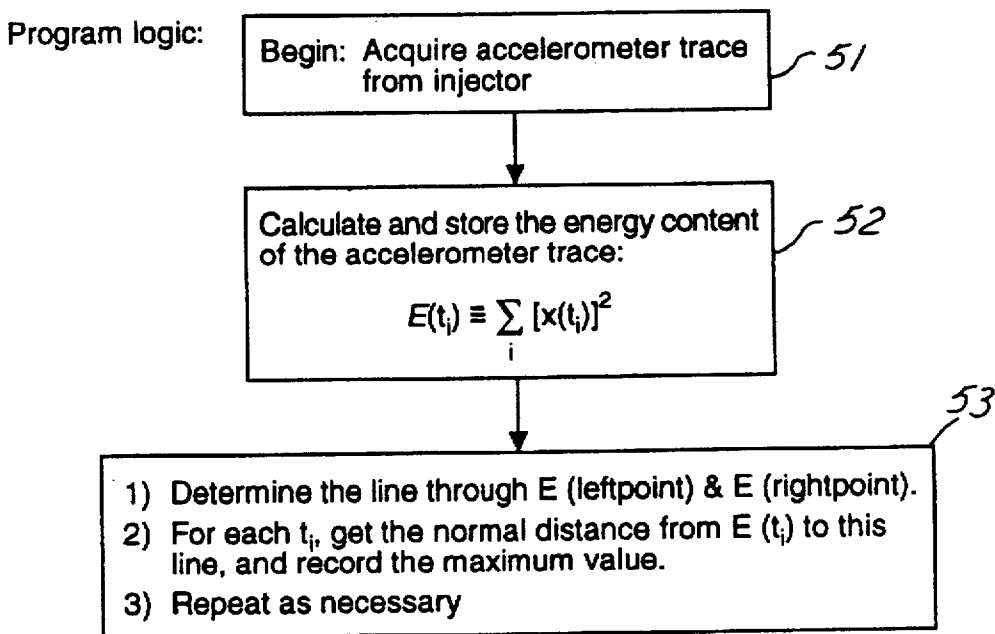 Program logic:
Begin: Acquire accelerometer trace
from injector
51
Calculate and store the energy content
of the accelerometer trace:
52
E(tᵢ) ≡ ∑ [x(tᵢ)]²
i
53
1) Determine the line through E (leftpoint) & E (rightpoint).
2) For each tᵢ, get the normal distance from E (tᵢ) to this
line, and record the maximum value.
3) Repeat as necessary